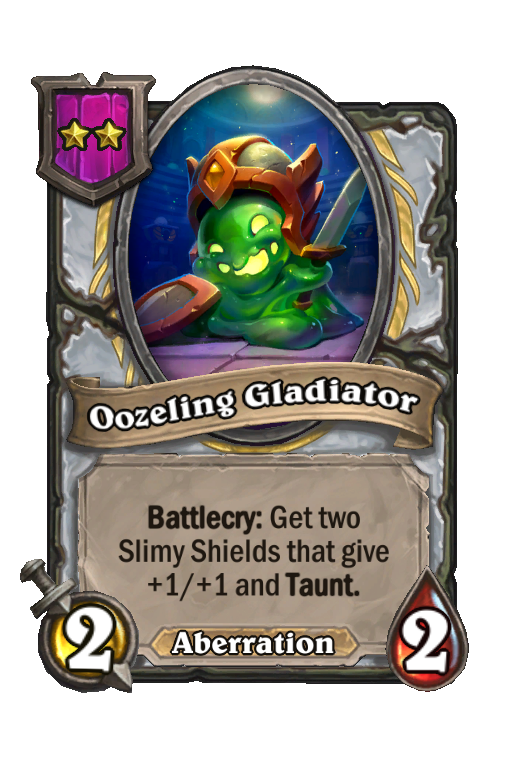 Oozeling Gladiator
Battlecry: Get two
Slimy Shields that give
+1/+1 and Taunt.
2
Aberration
2